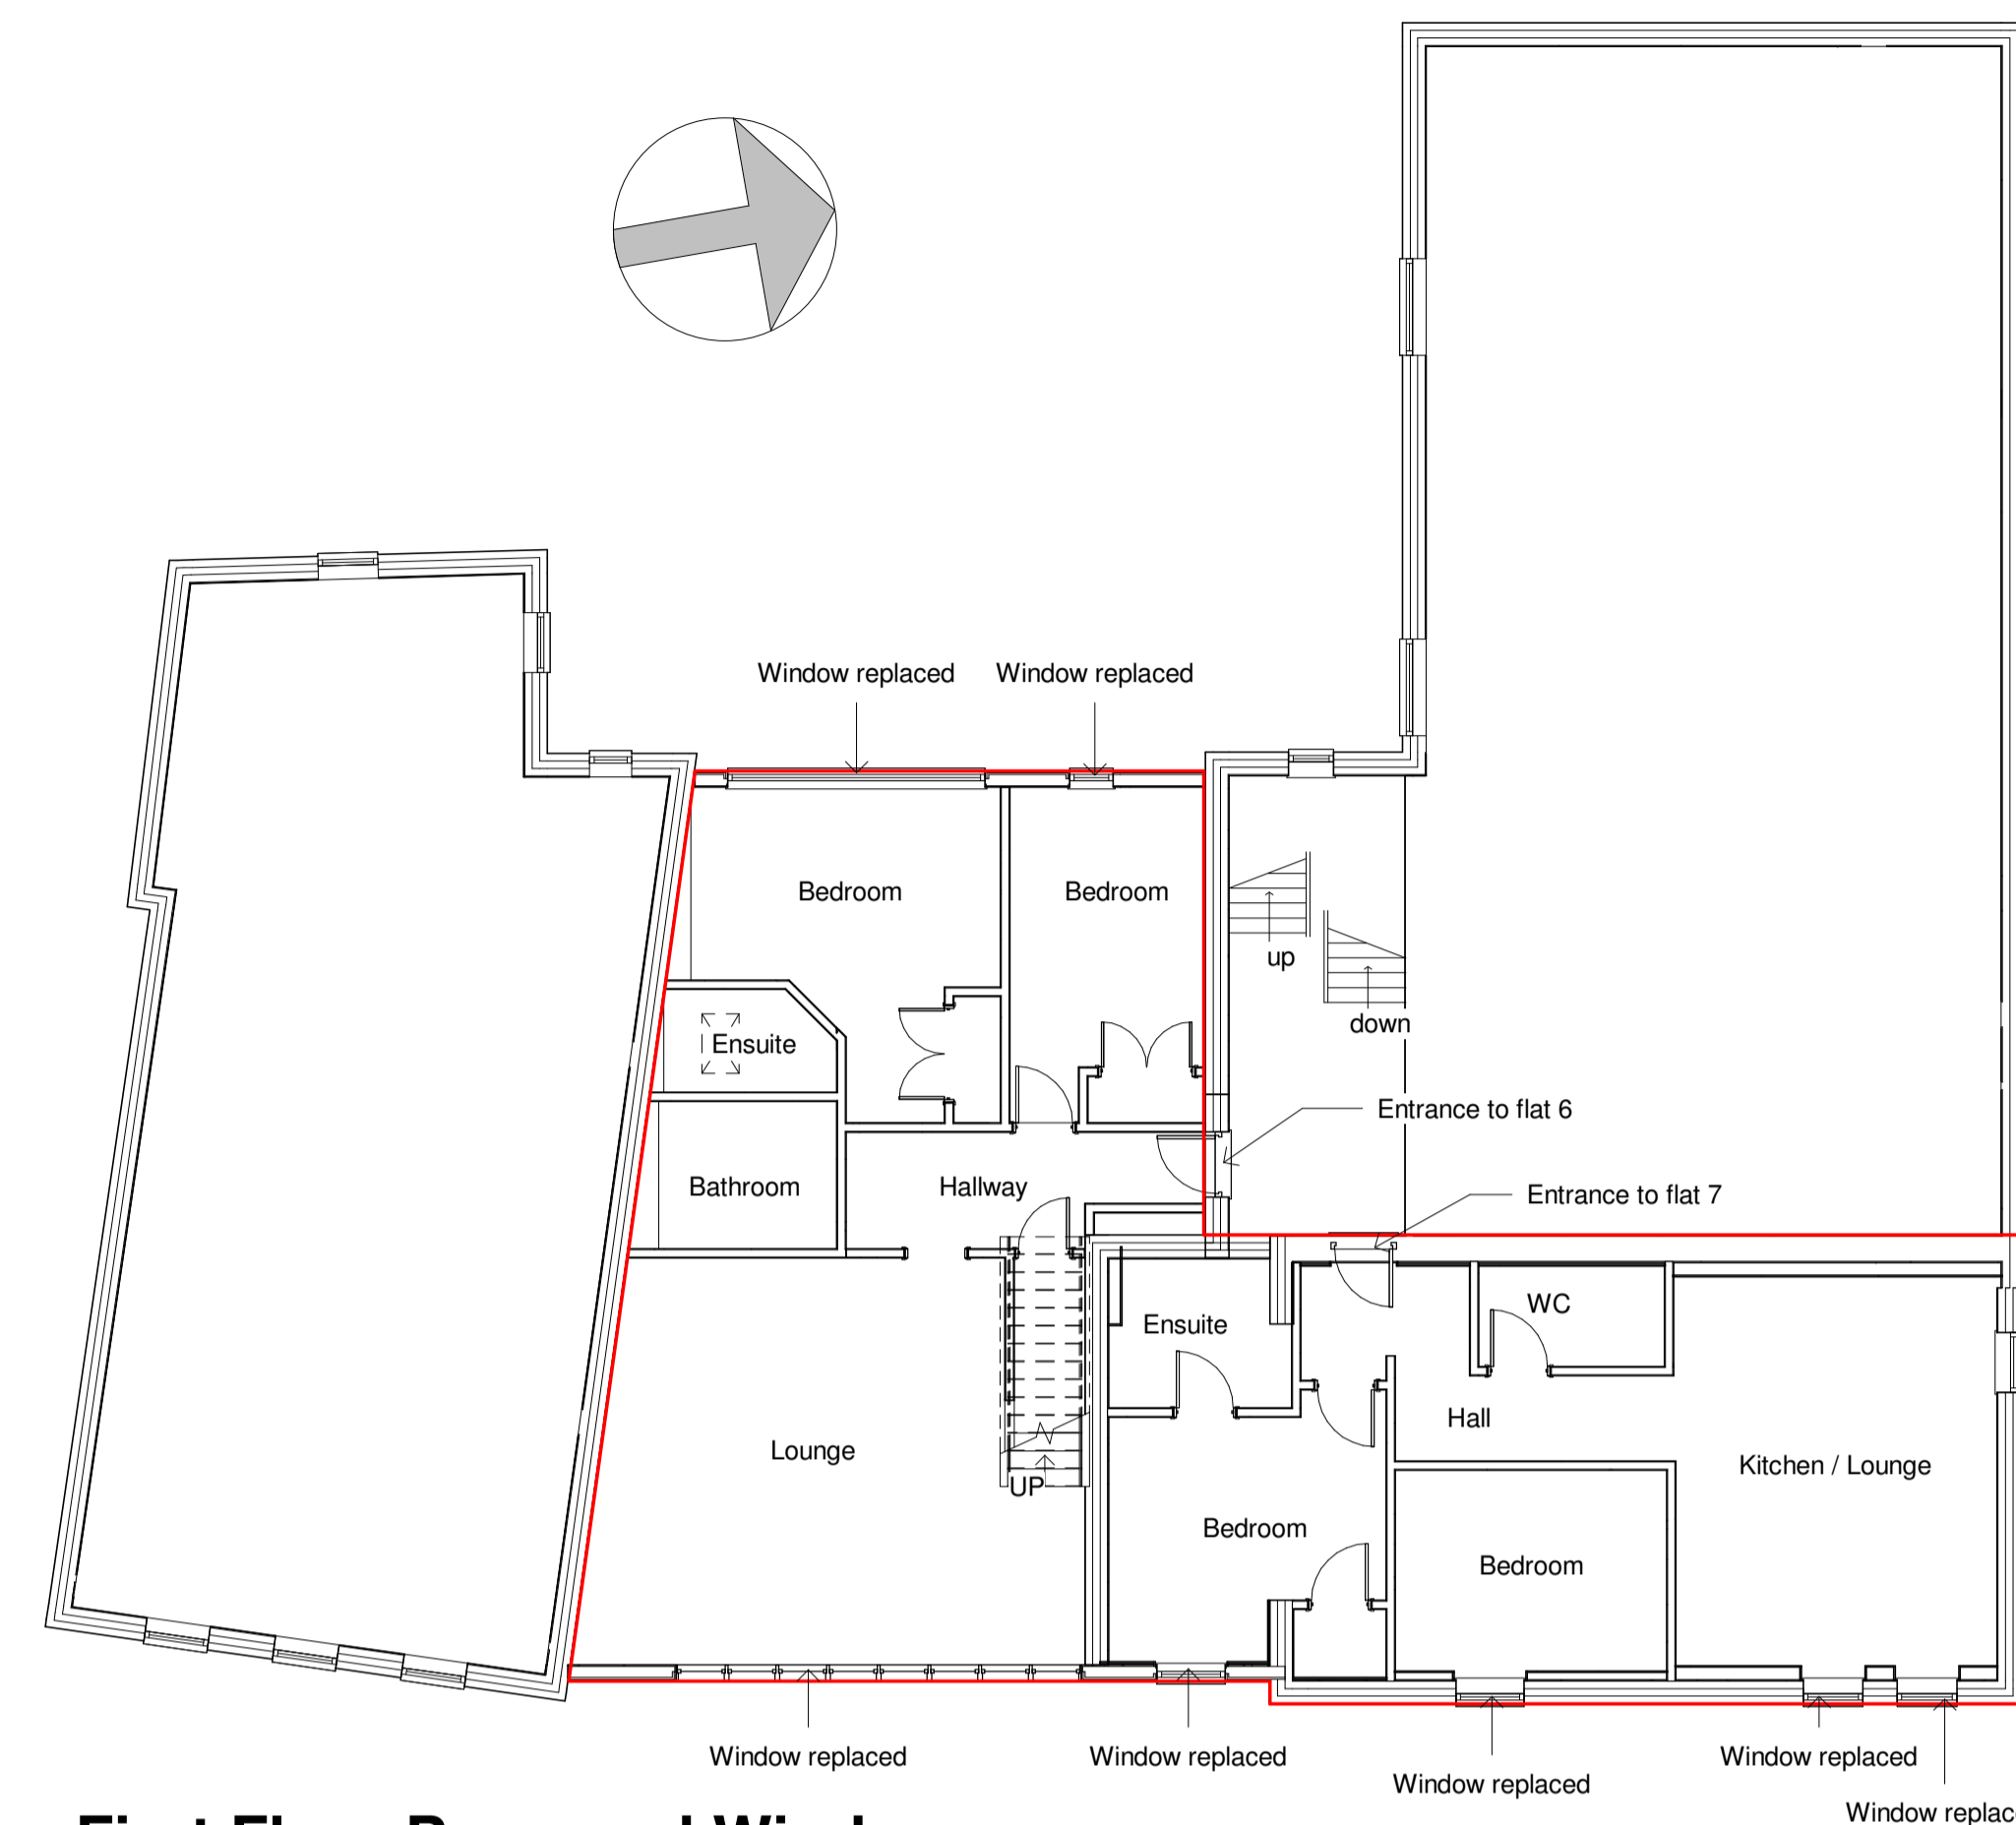 Window replaced
Window replaced
Bedroom
Bedroom
up
down
Ensuite
Entrance to flat 6
Bathroom
Hallway
Entrance to flat 7
WC
Ensuite
Hall
Lounge
Kitchen / Lounge
UP
Bedroom
Bedroom
Window replaced
Window replaced
Window replaced
Window replaced
Window